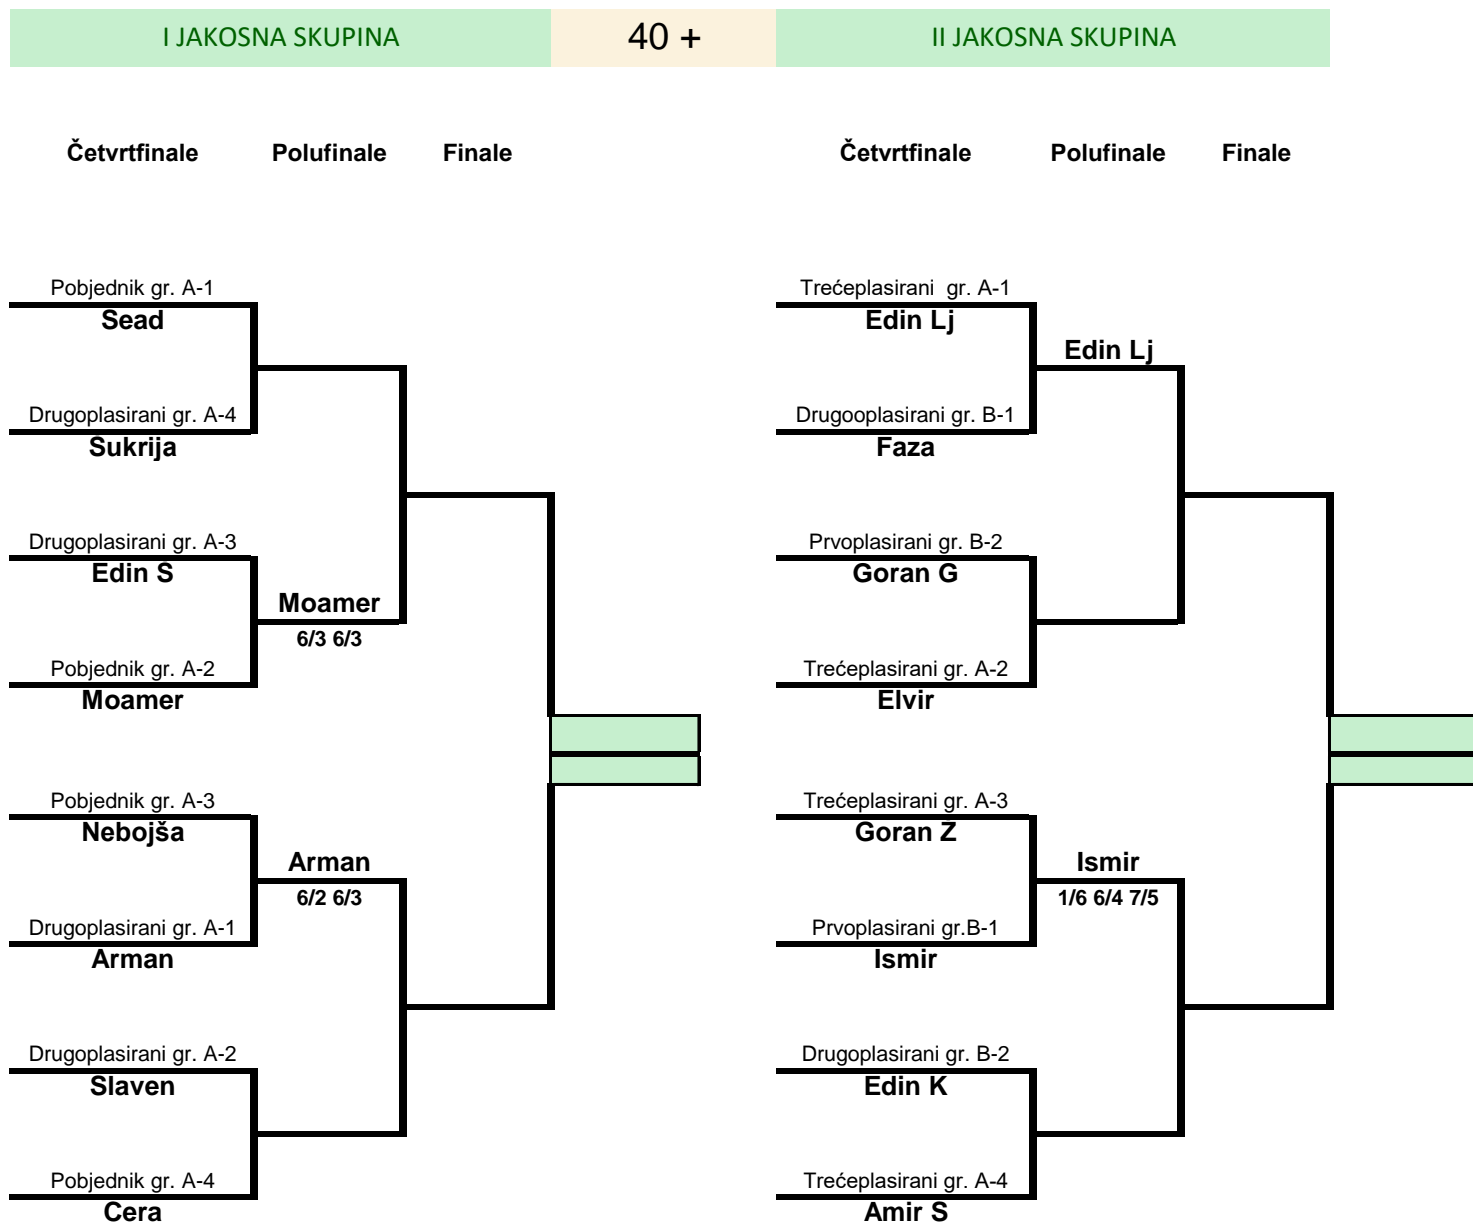 I JAKOSNA SKUPINA
40 +
II JAKOSNA SKUPINA
Četvrtfinale Polufinale Finale
Četvrtfinale Polufinale Finale
Pobjednik gr. A-1
Sead
Drugoplasirani gr. A-4
Sukrija
Drugoplasirani gr. A-3
Edin S
Moamer
6/3 6/3
Pobjednik gr. A-2
Moamer
Pobjednik gr. A-3
Nebojša
Arman
6/2 6/3
Drugoplasirani gr. A-1
Arman
Drugoplasirani gr. A-2
Slaven
Pobjednik gr. A-4
Cera
Trećeplasirani gr. A-1
Edin Lj
Edin Lj
Drugooplasirani gr. B-1
Faza
Prvoplasirani gr. B-2
Goran G
Trećeplasirani gr. A-2
Elvir
Trećeplasirani gr. A-3
Goran Ž
Ismir
1/6 6/4 7/5
Prvoplasirani gr.B-1
Ismir
Drugoplasirani gr. B-2
Edin K
Trećeplasirani gr. A-4
Amir S